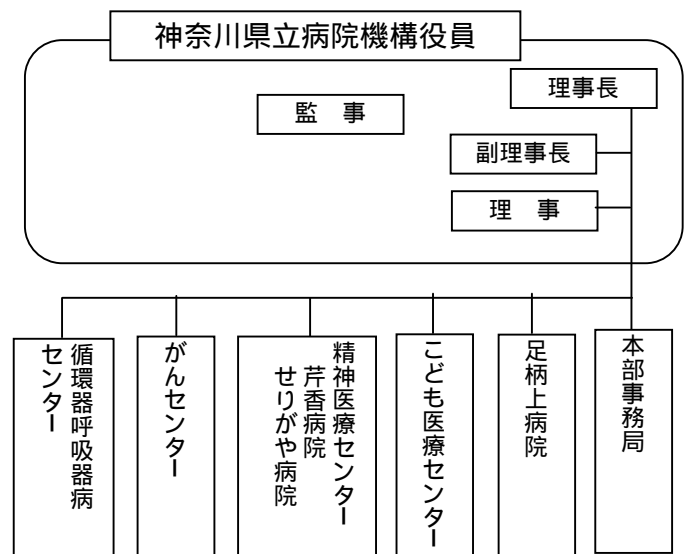 神奈川県立病院機構役員
理事長
監　事
副理事長
理　事
本部事務局
足柄上病院
こども医療センター
精神医療センター
芹香病院
せりがや病院
がんセンター
循環器呼吸器病
センター